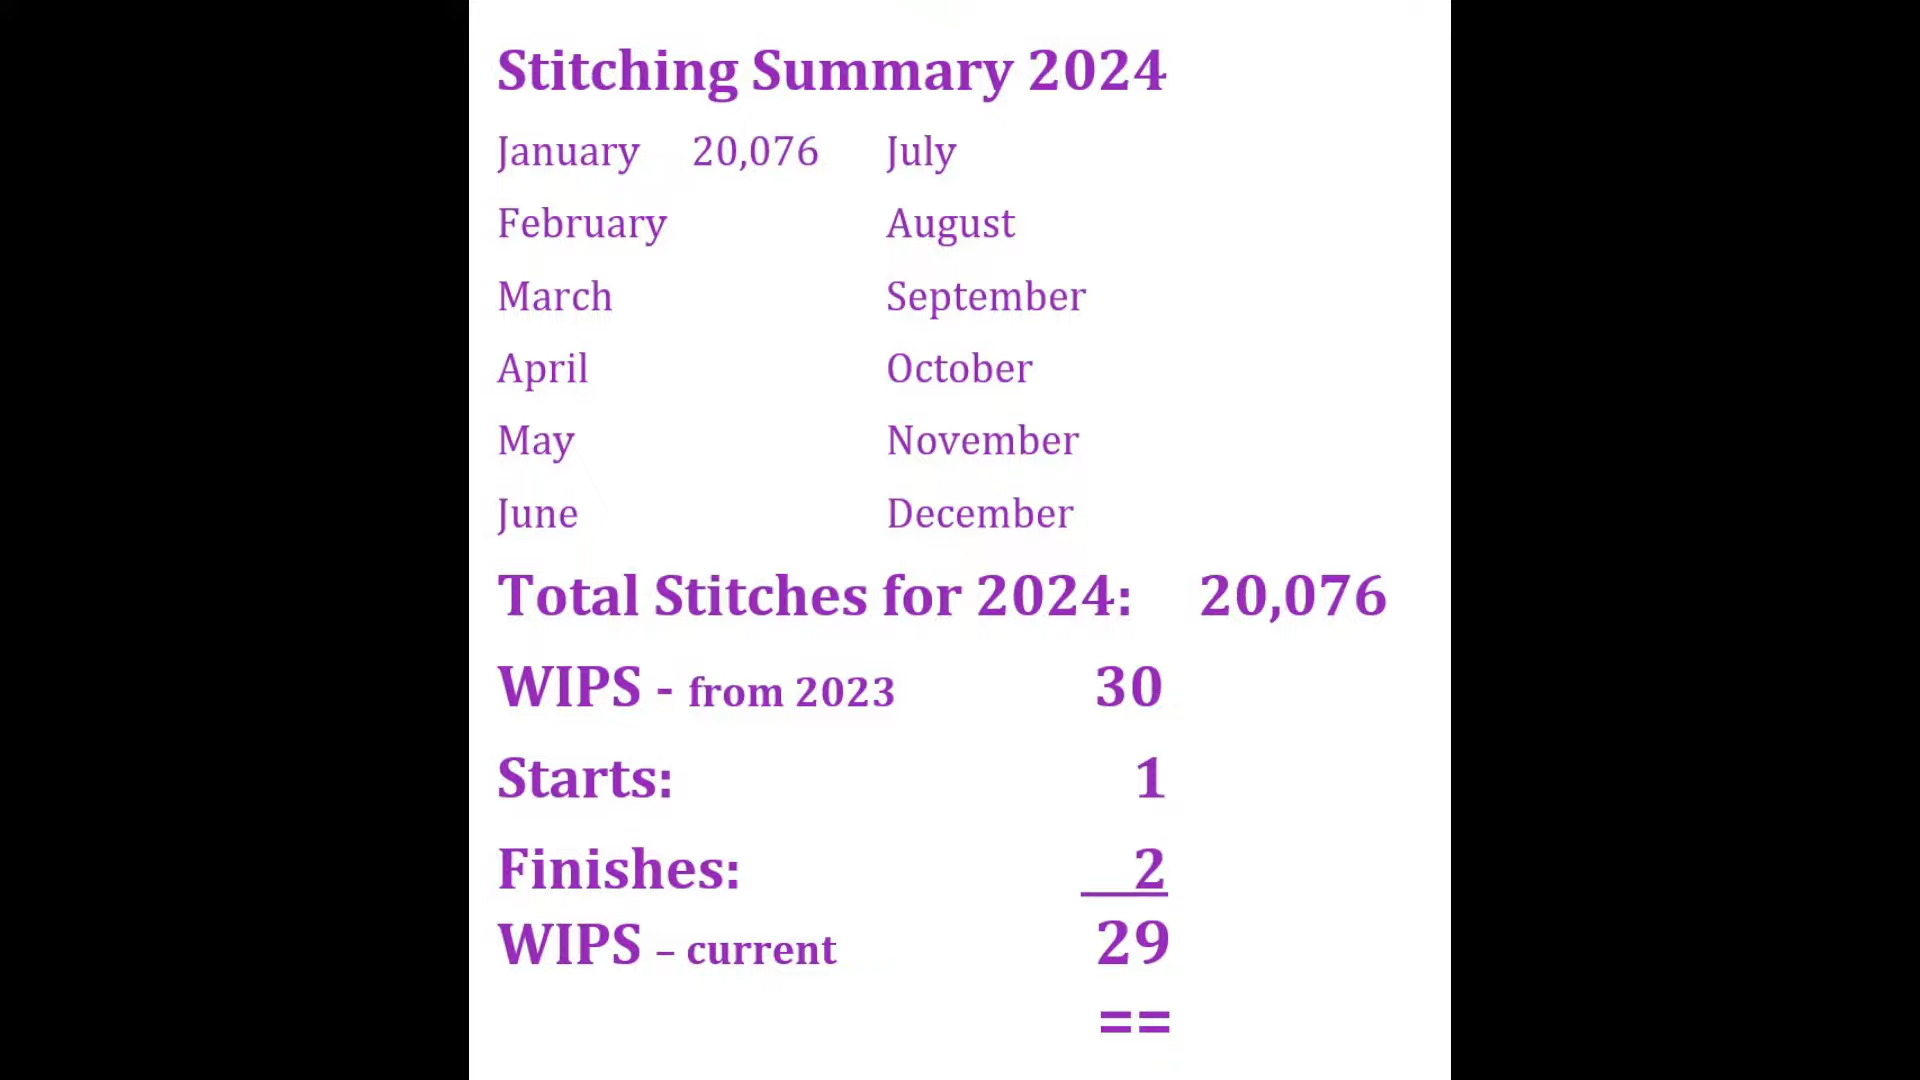 Stitching Summary 2024
January 20,076 July
February August
March September
April October
May November
June December
Total Stitches for 2024: 20,076
WIPS - from 2023 30
Starts: 1
Finishes: 2
WIPS – current 29
==